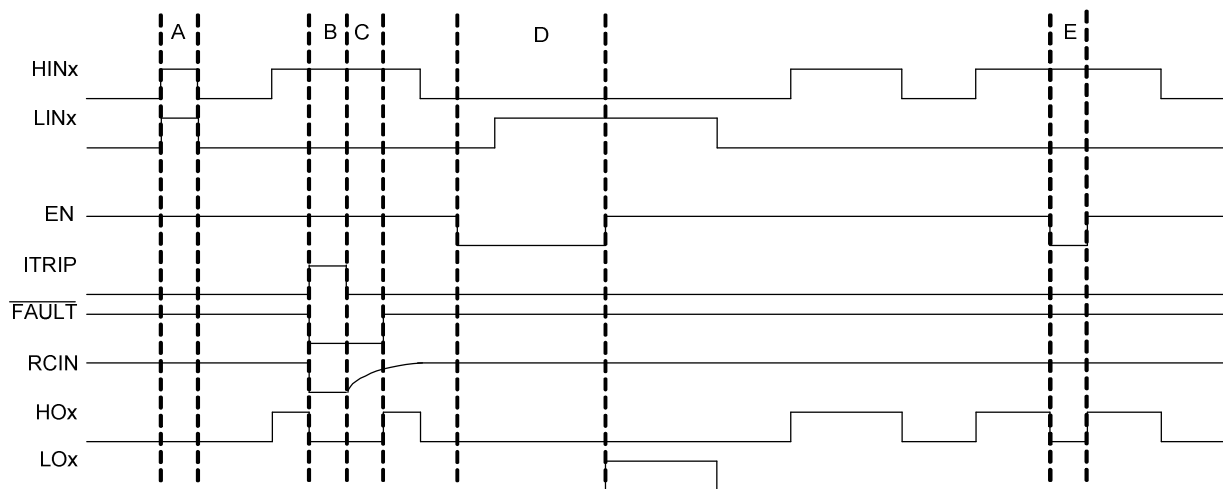 A B C D E
HINx
LINx
EN
ITRIP
FAULT
RCIN
HOx
LOx